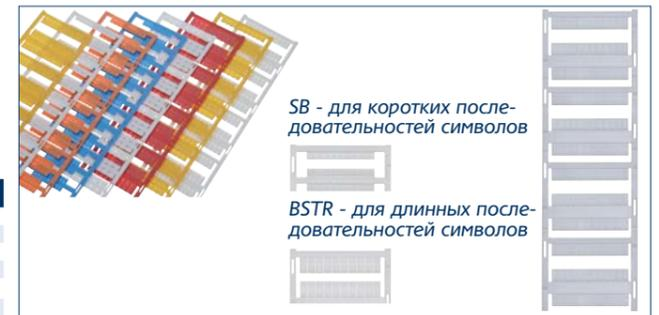 SB - для коротких после-
довательностей символов
BSTR - для длинных после-
довательностей символов